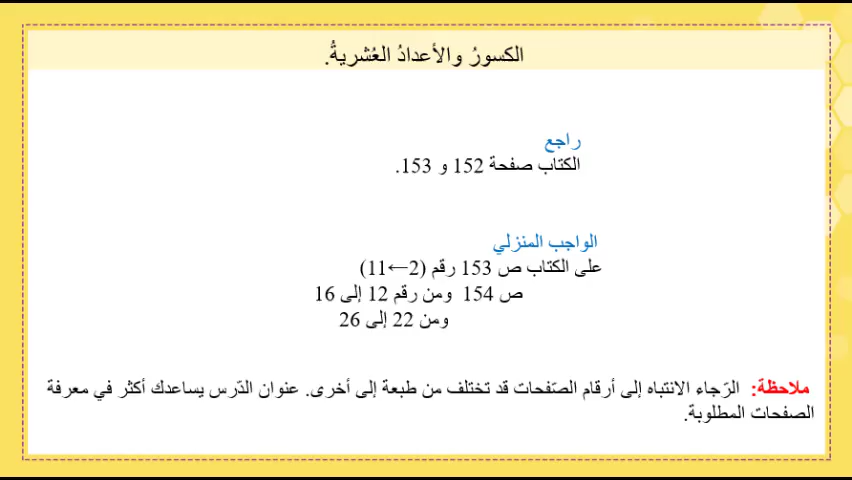 الكسورُ والأعدادُ العُشريةُ.
راجع
الكتاب صفحة 152 و 153.
الواجب المنزلي
على الكتاب ص 153 رقم (2←11)
ص 154 ومن رقم 12 إلى 16
ومن 22 إلى 26
ملاحظة: الرّجاء الانتباه إلى أرقام الصّفحات قد تختلف من طبعة إلى أخرى. عنوان الدّرس يساعدك أكثر في معرفة
الصفحات المطلوبة.